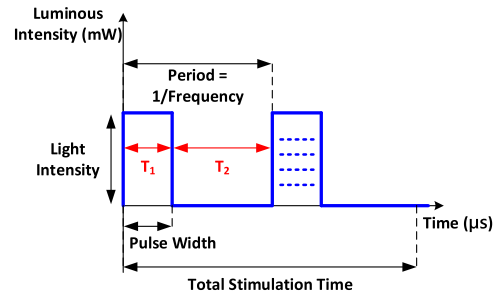 Luminous
Intensity (mW)
Period =
1/Frequency
Light
Intensity
T₁
T₂
Time (µs)
Pulse Width
Total Stimulation Time